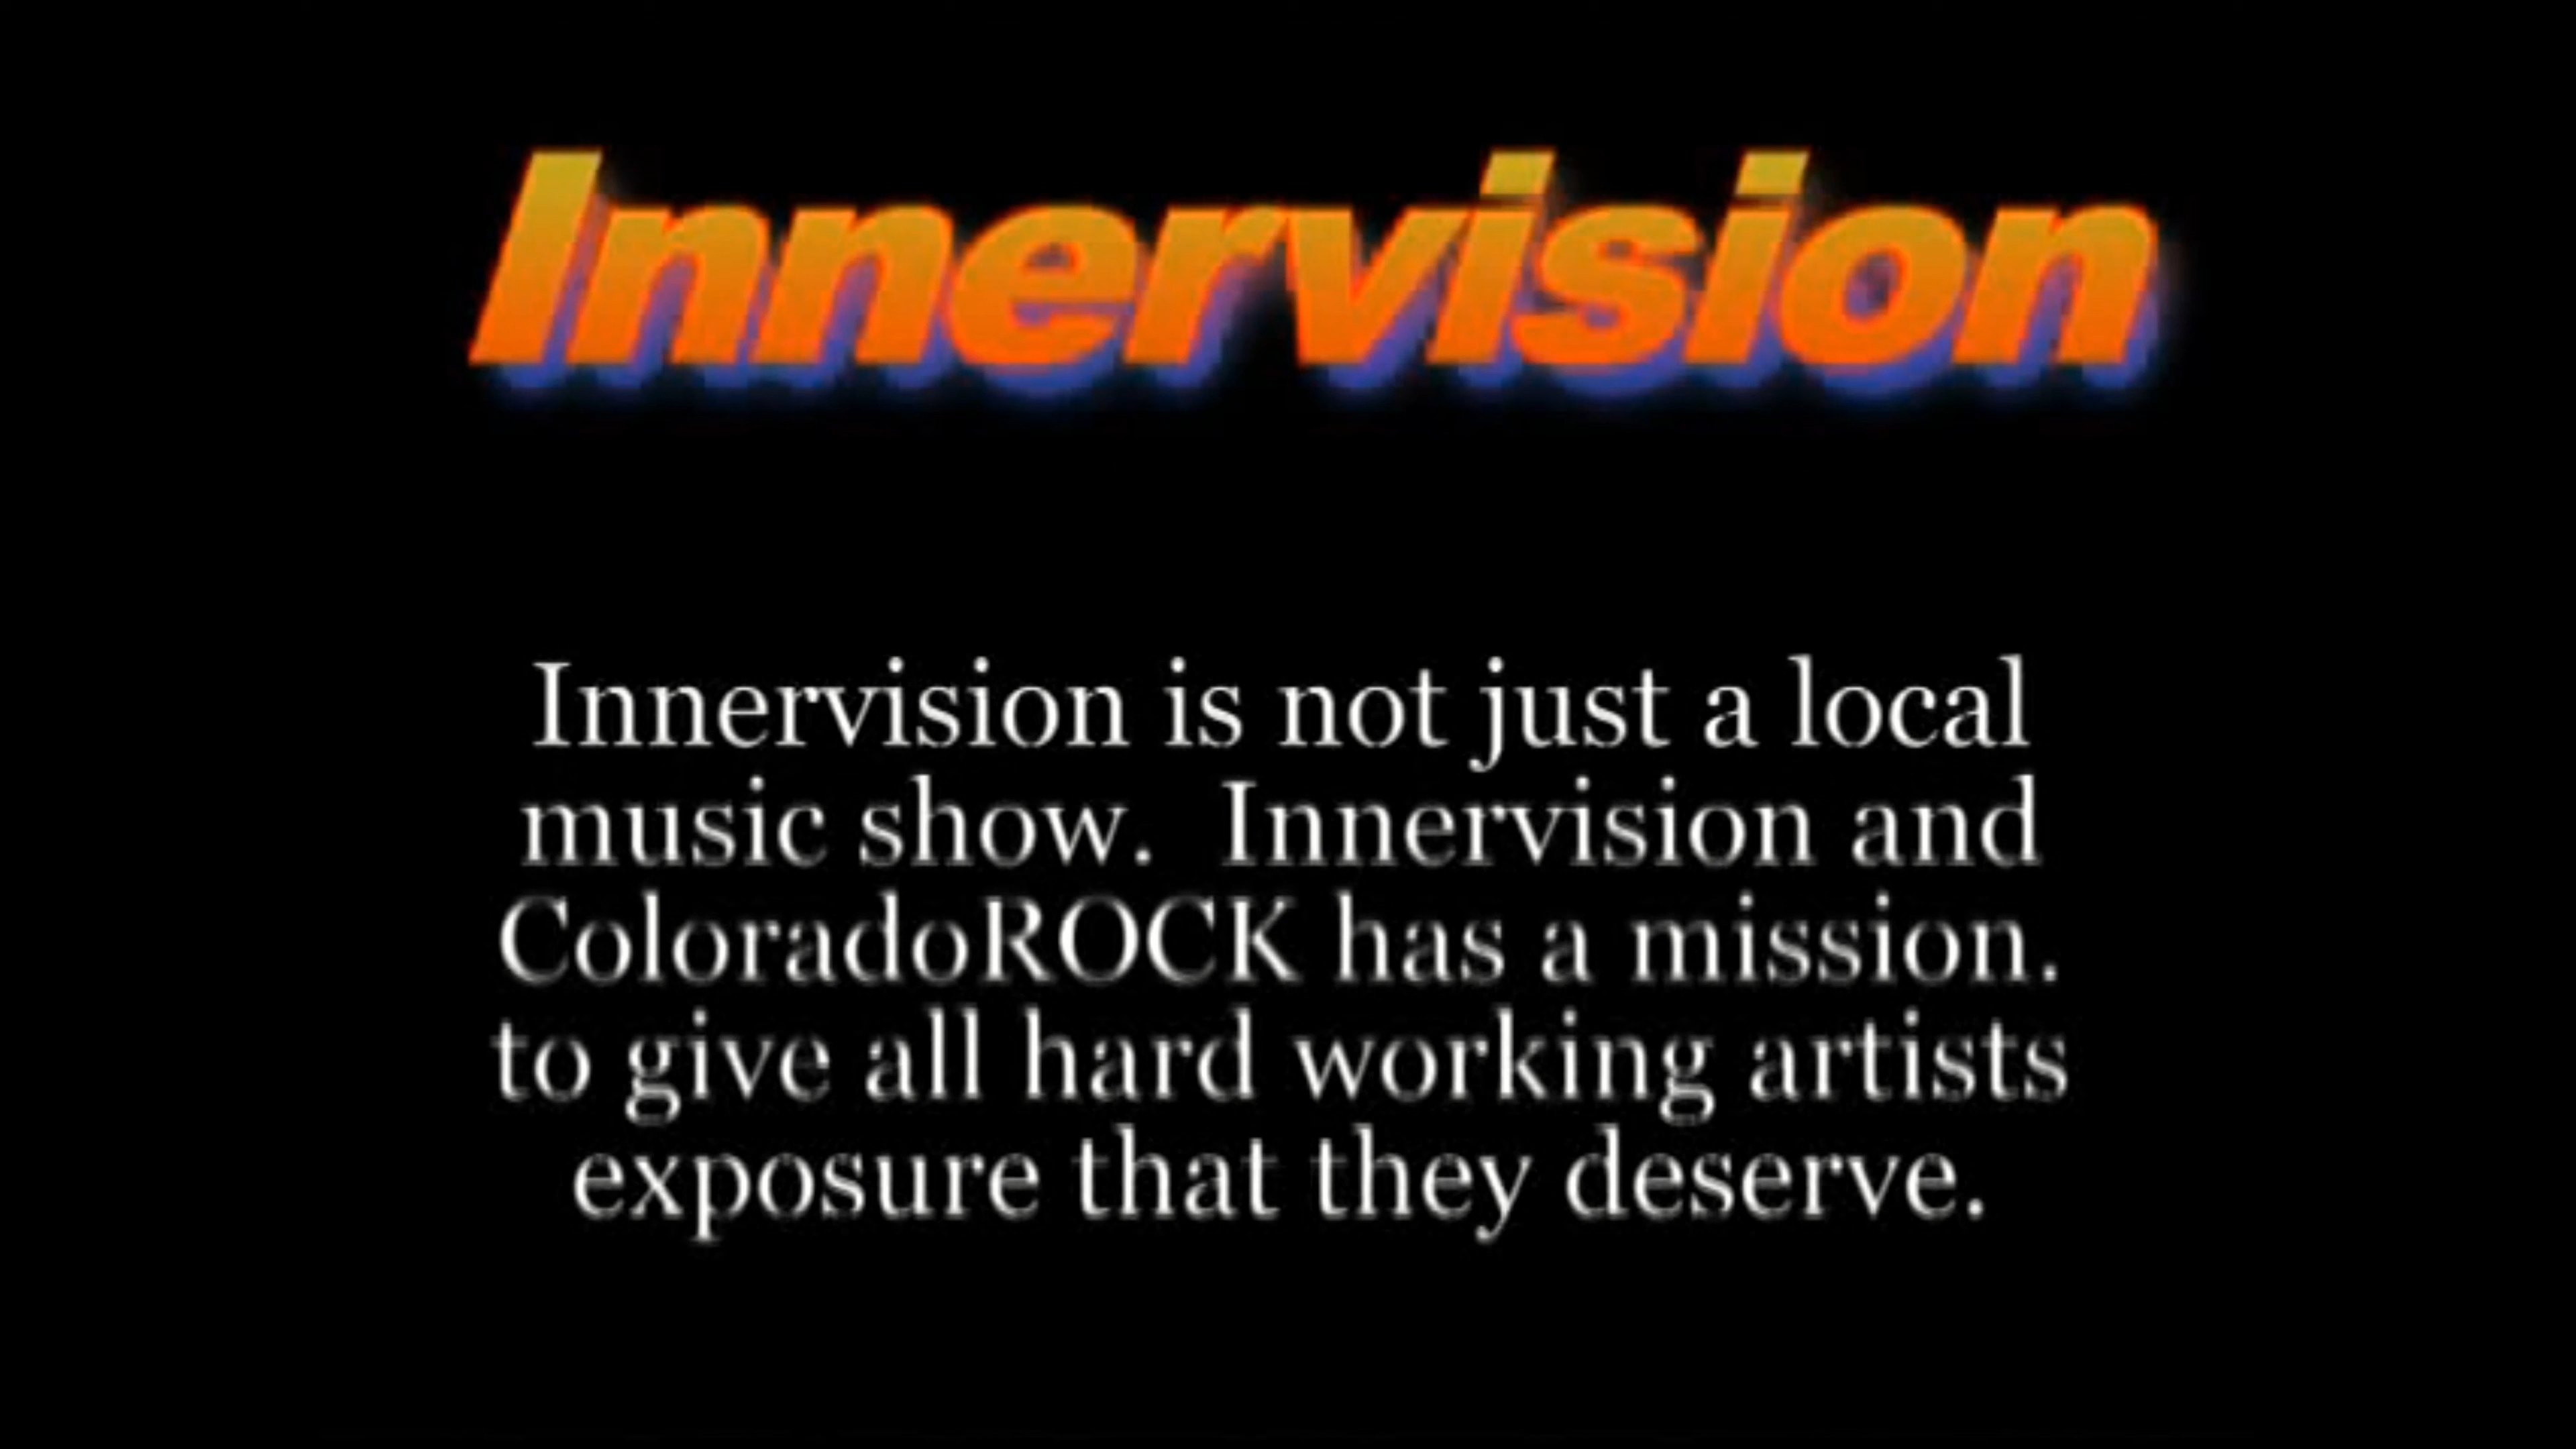 Innervision
Innervision is not just a local
music show.  Innervision and
ColoradoROCK has a mission.
to give all hard working artists
exposure that they deserve.